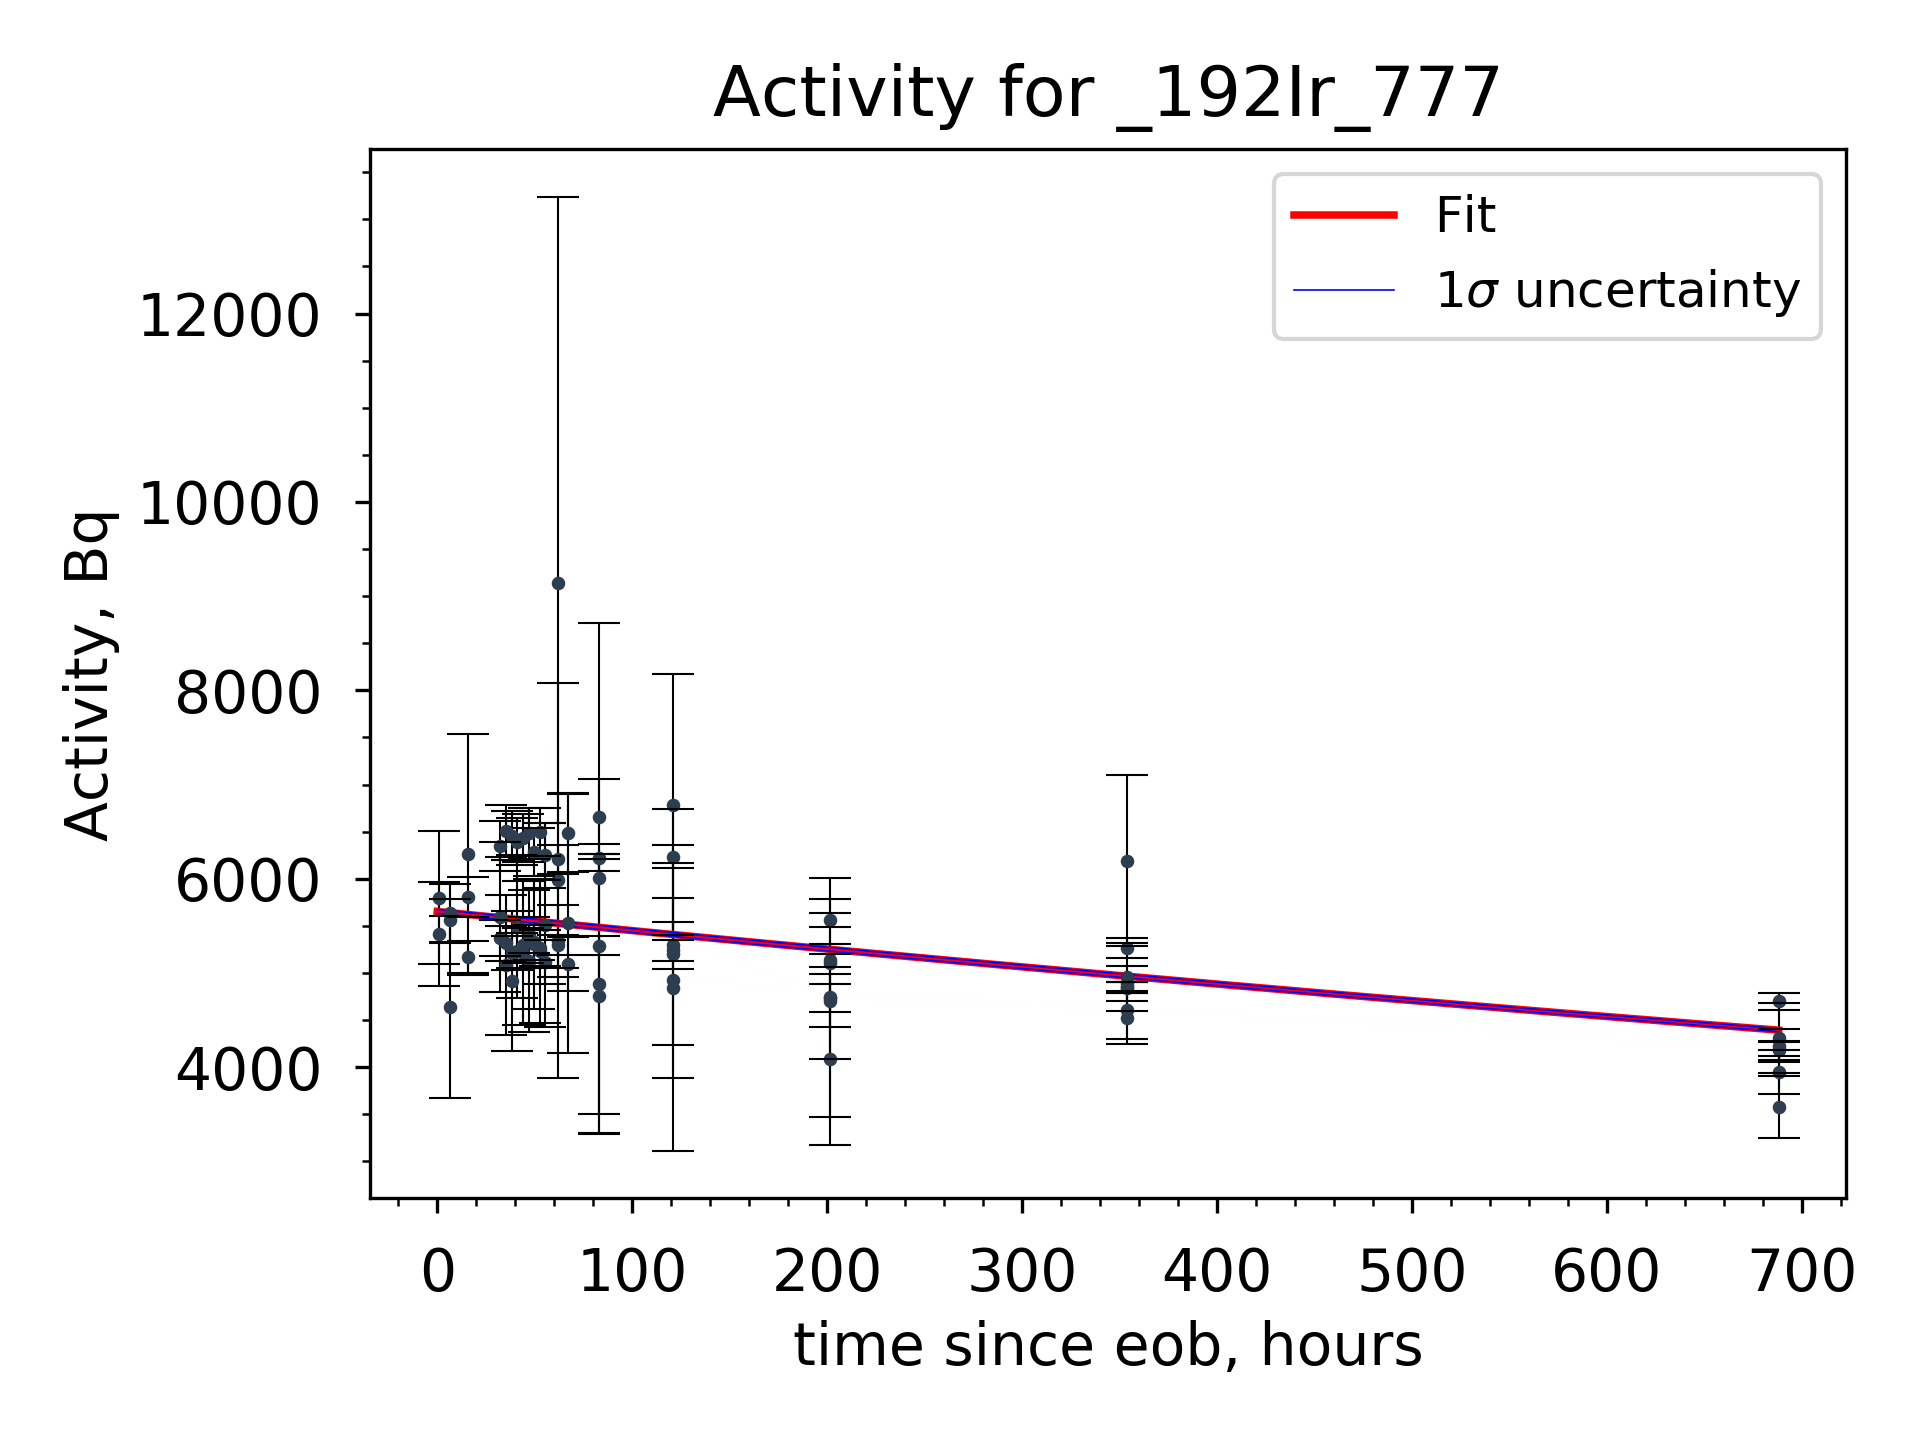 Activity for _192Ir_777
Fit
1σ uncertainty
Activity, Bq
12000
10000
8000
6000
4000
0 100 200 300 400 500 600 700
time since eob, hours